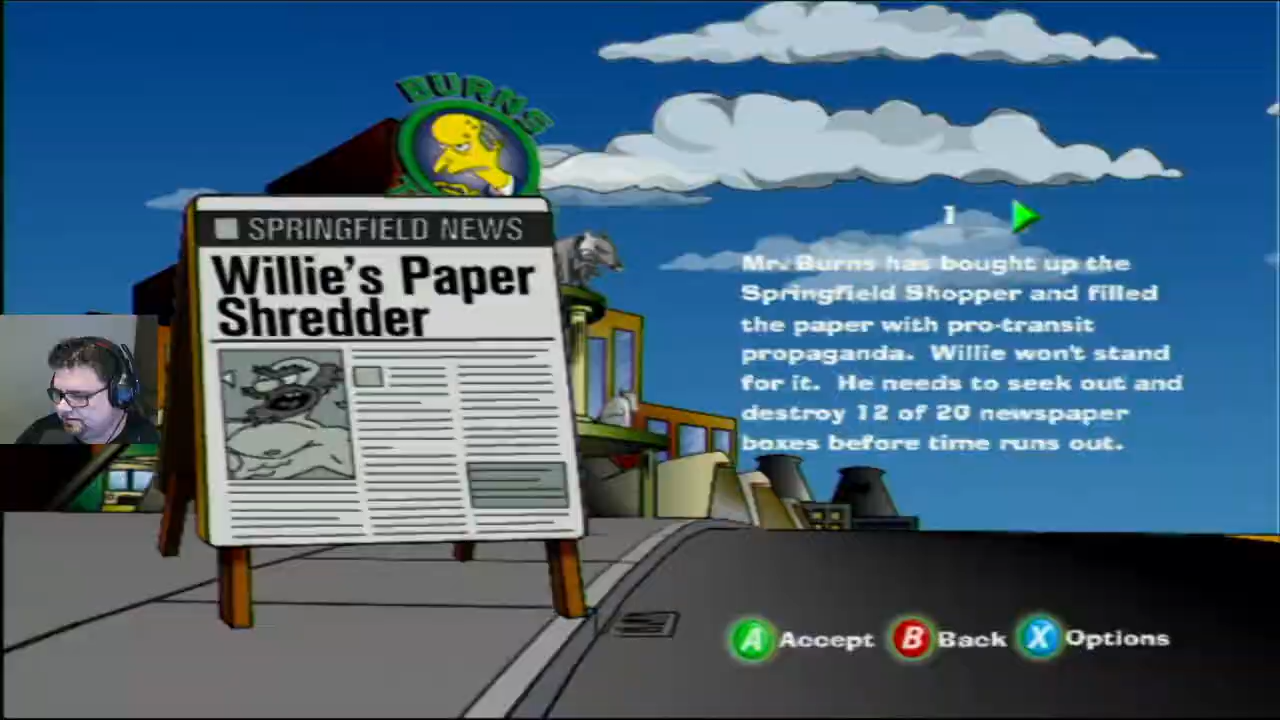 BURNS
SPRINGFIELD NEWS
Willie's Paper
Shredder
1
Mr. Burns has bought up the
Springfield Shopper and filled
the paper with pro-transit
propaganda. Willie won't stand
for it. He needs to seek out and
destroy 12 of 20 newspaper
boxes before time runs out.
A Accept B Back X Options